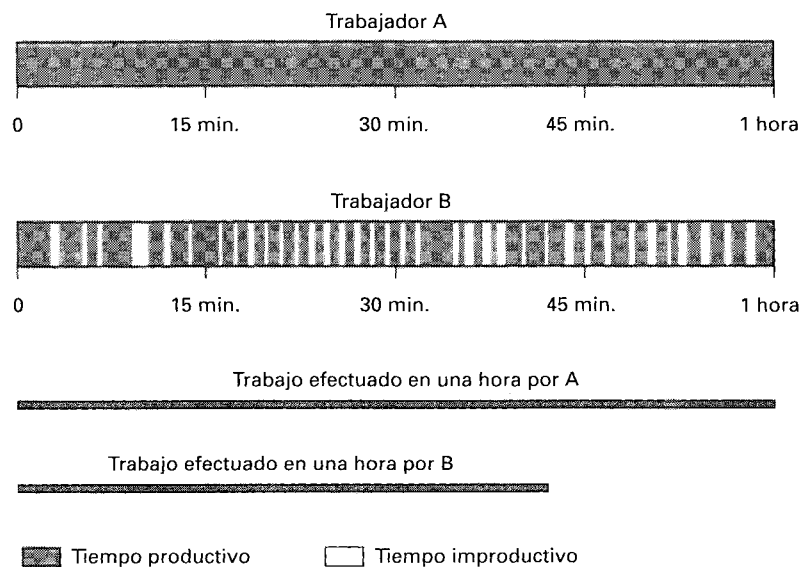 Trabajador A
0 15 min. 30 min. 45 min. 1 hora
Trabajador B
0 15 min. 30 min. 45 min. 1 hora
Trabajo efectuado en una hora por A
Trabajo efectuado en una hora por B
Tiempo productivo Tiempo improductivo